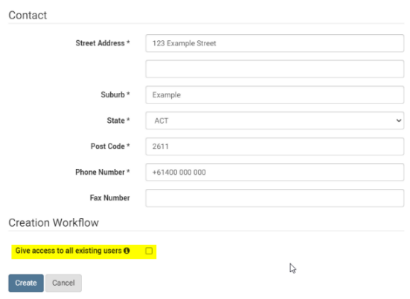 Contact
Street Address * 123 Example Street
Suburb * Example
State * ACT
Post Code * 2611
Phone Number * +61400 000 000
Fax Number
Creation Workflow
Give access to all existing users
Create Cancel